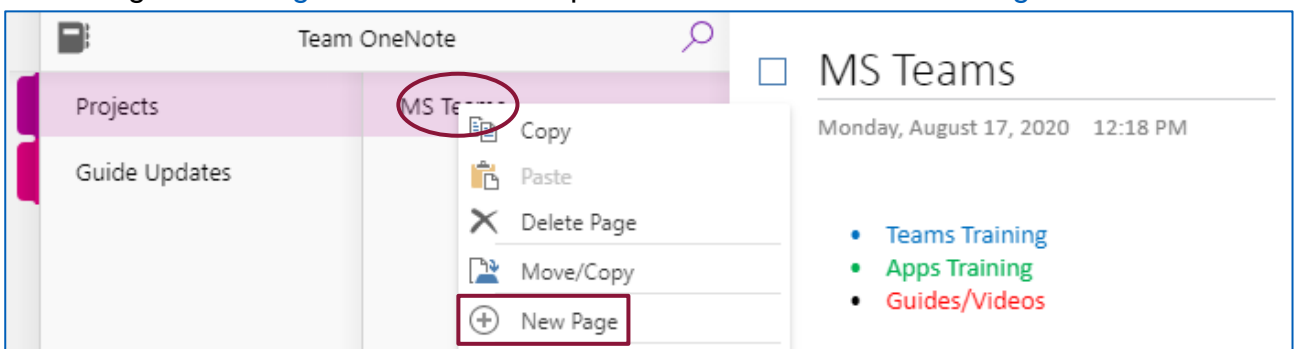 Team OneNote
Projects
Guide Updates
MS Teams
Copy
Paste
Delete Page
Move/Copy
New Page
MS Teams
Monday, August 17, 2020 12:18 PM
• Teams Training
• Apps Training
• Guides/Videos